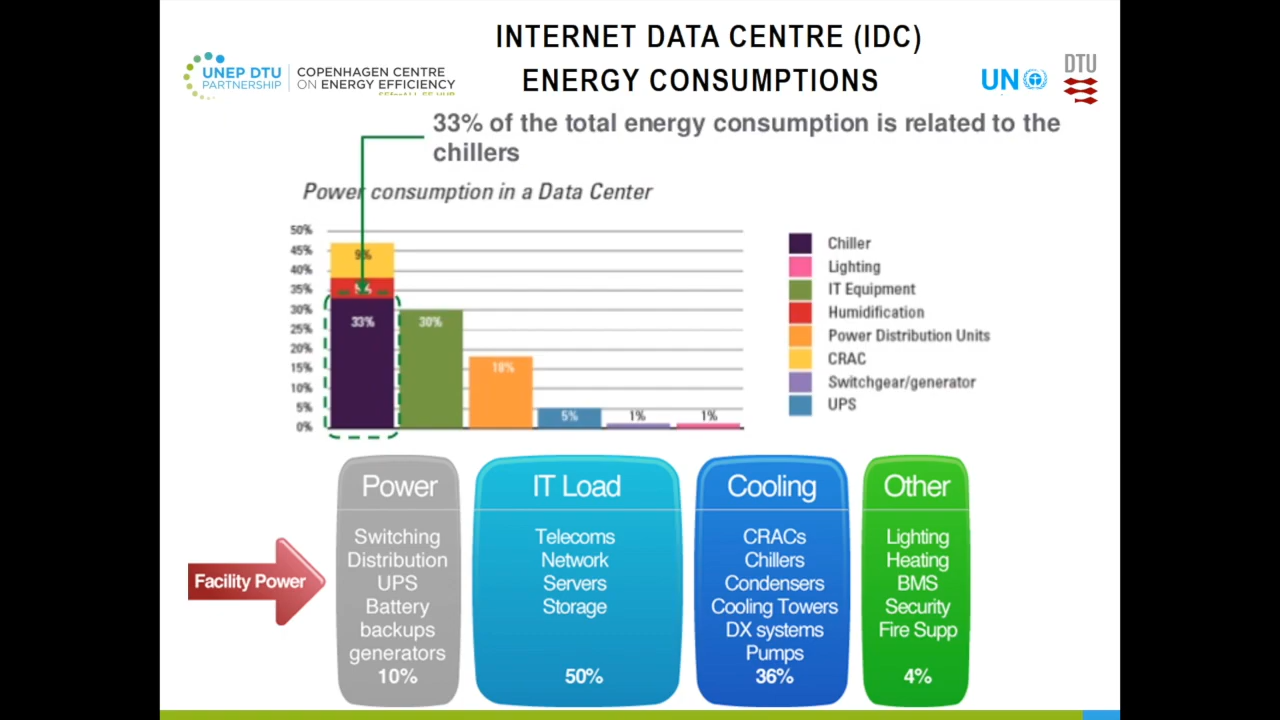 INTERNET DATA CENTRE (IDC)
ENERGY CONSUMPTIONS
UNEP DTU
PARTNERSHIP
COPENHAGEN CENTRE
ON ENERGY EFFICIENCY
UN
DTU
33% of the total energy consumption is related to the
chillers
Power consumption in a Data Center
50%
45%
40%
35%
30%
25%
20%
15%
10%
5%
0%
9%
33%
30%
18%
5%
1%
1%
Chiller
Lighting
IT Equipment
Humidification
Power Distribution Units
CRAC
Switchgear/generator
UPS
Facility Power
Power
Switching
Distribution
UPS
Battery
backups
generators
10%
IT Load
Telecoms
Network
Servers
Storage
50%
Cooling
CRACs
Chillers
Condensers
Cooling Towers
DX systems
Pumps
36%
Other
Lighting
Heating
BMS
Security
Fire Supp
4%